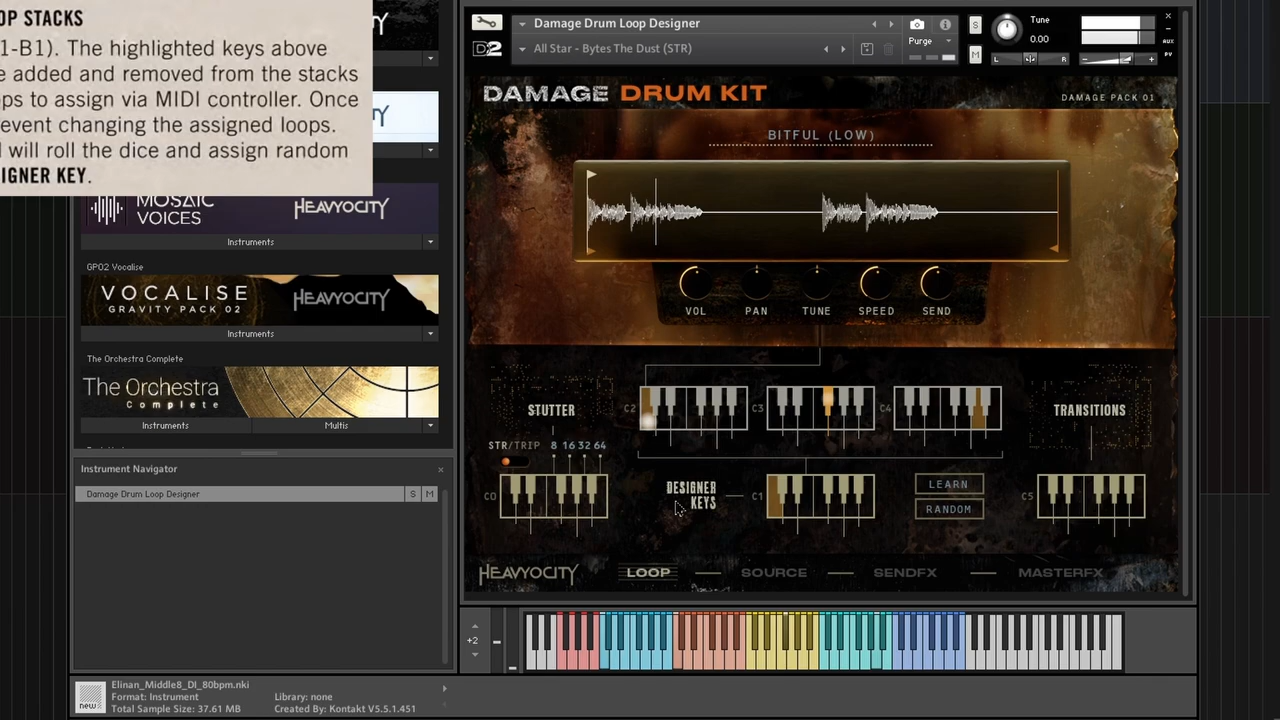 OP STACKS
1-B1). The highlighted keys above
e added and removed from the stacks
ps to assign via MIDI controller. Once
event changing the assigned loops.
l will roll the dice and assign random
IGNER KEY.
MOSAIC
VOICES
HEAVYOCITY
Instruments
GP02 Vocalise
VOCALISE
GRAVITY PACK 02
HEAVYOCITY
Instruments
The Orchestra Complete
The Orchestra
Complete
Instruments
Multis
Instrument Navigator
×
Damage Drum Loop Designer
S
M
new
Elinan_Middle8_DI_80bpm.nki
Format: Instrument
Total Sample Size: 37.61 MB
Library: none
Created By: Kontakt V5.5.1.451
D2
Damage Drum Loop Designer
All Star - Bytes The Dust (STR)
Purge
S
M
Tune
0.00
L
R
AUX
PV
DAMAGE DRUM KIT
DAMAGE PACK 01
BITFUL (LOW)
VOL
PAN
TUNE
SPEED
SEND
STUTTER
C2
C3
C4
TRANSITIONS
STR/TRIP
8 16 32 64
C0
DESIGNER
KEYS
C1
LEARN
RANDOM
C5
HEAVYOCITY
LOOP
SOURCE
SENDFX
MASTERFX
+2